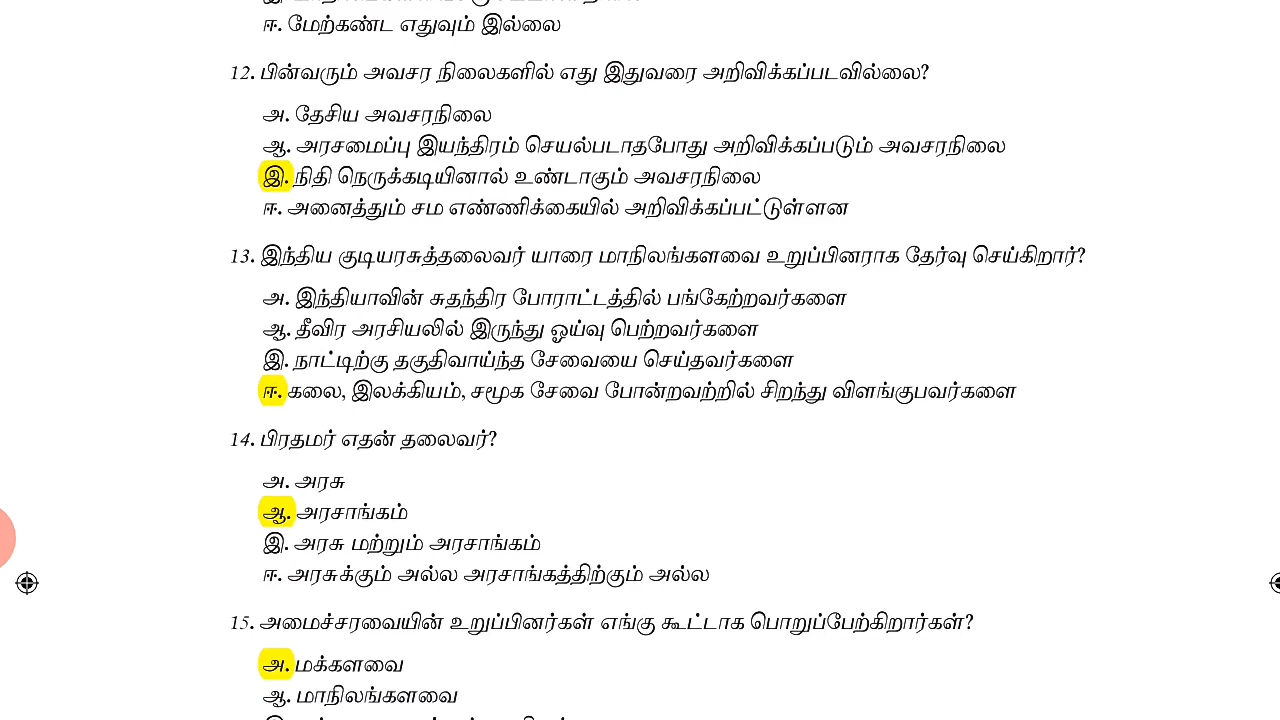 ஈ. மேற்கண்ட எதுவும் இல்லை
12. பின்வரும் அவசர நிலைகளில் எது இதுவரை அறிவிக்கப்படவில்லை?
அ. தேசிய அவசரநிலை
ஆ. அரசமைப்பு இயந்திரம் செயல்படாதபோது அறிவிக்கப்படும் அவசரநிலை
இ. நிதி நெருக்கடியினால் உண்டாகும் அவசரநிலை
ஈ. அனைத்தும் சம எண்ணிக்கையில் அறிவிக்கப்பட்டுள்ளன
13. இந்திய குடியரசுத்தலைவர் யாரை மாநிலங்களவை உறுப்பினராக தேர்வு செய்கிறார்?
அ. இந்தியாவின் சுதந்திர போராட்டத்தில் பங்கேற்றவர்களை
ஆ. தீவிர அரசியலில் இருந்து ஓய்வு பெற்றவர்களை
இ. நாட்டிற்கு தகுதிவாய்ந்த சேவையை செய்தவர்களை
ஈ. கலை, இலக்கியம், சமூக சேவை போன்றவற்றில் சிறந்து விளங்குபவர்களை
14. பிரதமர் எதன் தலைவர்?
அ. அரசு
ஆ. அரசாங்கம்
இ. அரசு மற்றும் அரசாங்கம்
ஈ. அரசுக்கும் அல்ல அரசாங்கத்திற்கும் அல்ல
15. அமைச்சரவையின் உறுப்பினர்கள் எங்கு கூட்டாக பொறுப்பேற்கிறார்கள்?
அ. மக்களவை
ஆ. மாநிலங்களவை